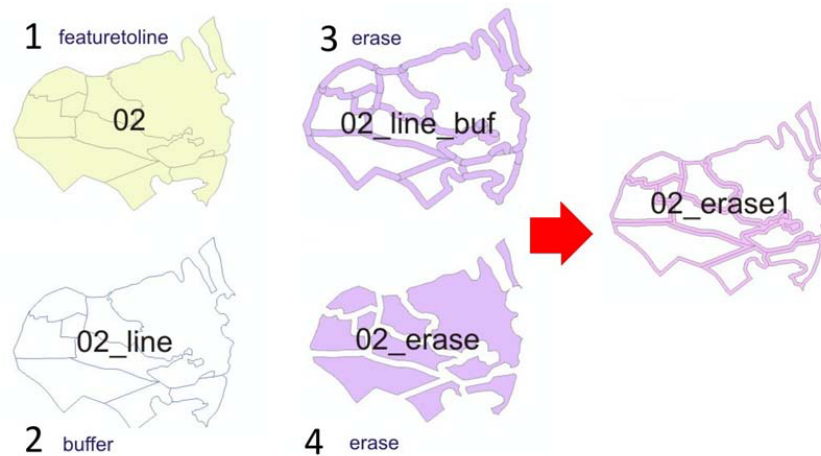 1 featuretoline
02
02_line
2 buffer
3 erase
02_line_buf
02_erase
4 erase
02_erase1